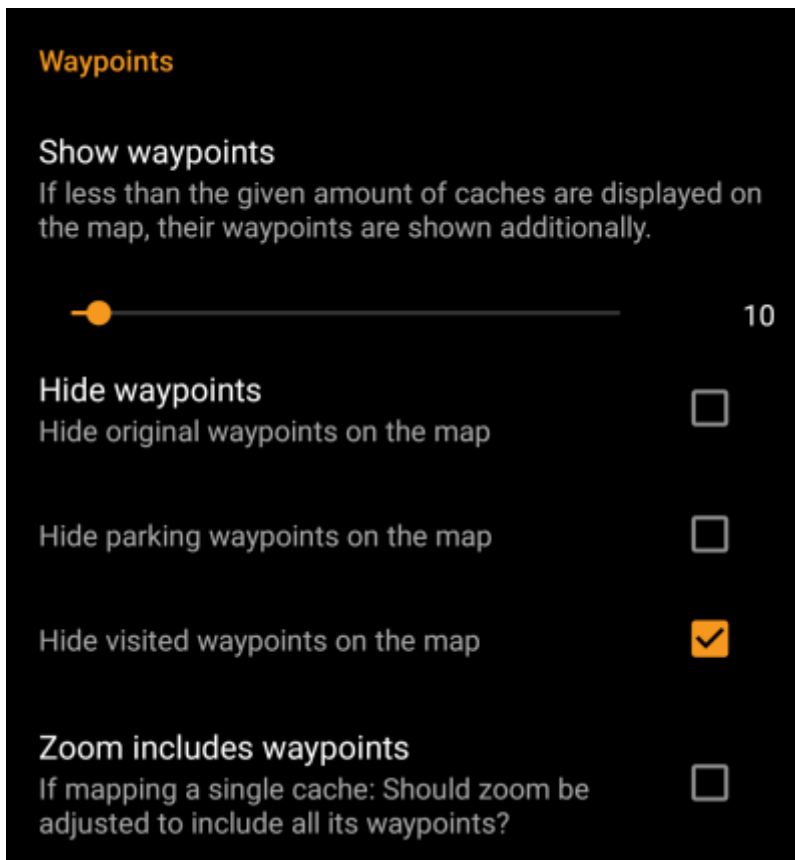 Waypoints
Show waypoints
If less than the given amount of caches are displayed on
the map, their waypoints are shown additionally.
10
Hide waypoints
Hide original waypoints on the map
Hide parking waypoints on the map
Hide visited waypoints on the map
Zoom includes waypoints
If mapping a single cache: Should zoom be
adjusted to include all its waypoints?